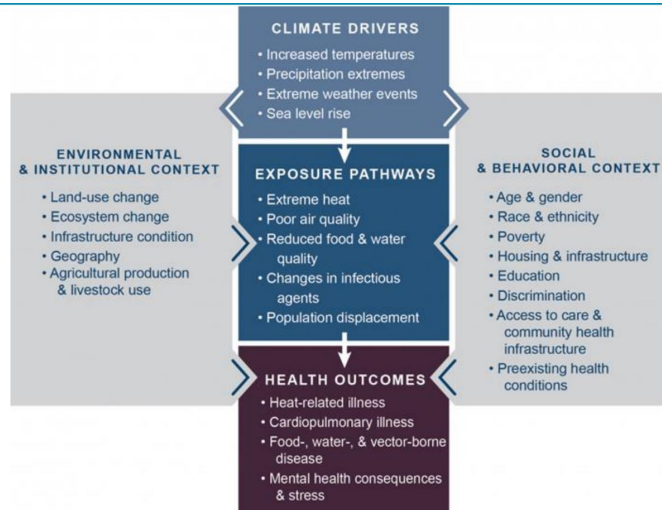 CLIMATE DRIVERS
• Increased temperatures
• Precipitation extremes
• Extreme weather events
• Sea level rise
ENVIRONMENTAL
& INSTITUTIONAL CONTEXT
• Land-use change
• Ecosystem change
• Infrastructure condition
• Geography
• Agricultural production
& livestock use
EXPOSURE PATHWAYS
• Extreme heat
• Poor air quality
• Reduced food & water
quality
• Changes in infectious
agents
• Population displacement
SOCIAL
& BEHAVIORAL CONTEXT
• Age & gender
• Race & ethnicity
• Poverty
• Housing & infrastructure
• Education
• Discrimination
• Access to care &
community health
infrastructure
• Preexisting health
conditions
HEALTH OUTCOMES
• Heat-related illness
• Cardiopulmonary illness
• Food-, water-, & vector-borne
disease
• Mental health consequences
& stress